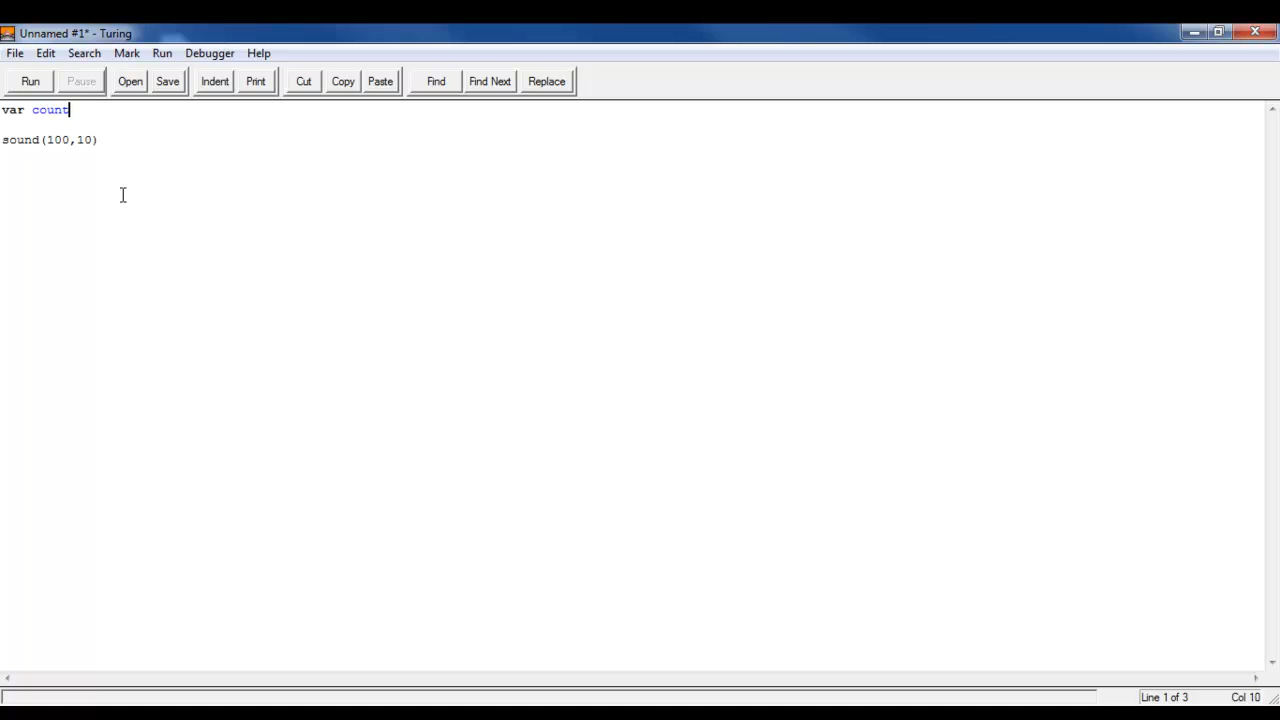 Unnamed #1* - Turing
File Edit Search Mark Run Debugger Help
Run Pause Open Save Indent Print Cut Copy Paste Find Find Next Replace
var count
sound(100,10)
Line 1 of 3 Col 10